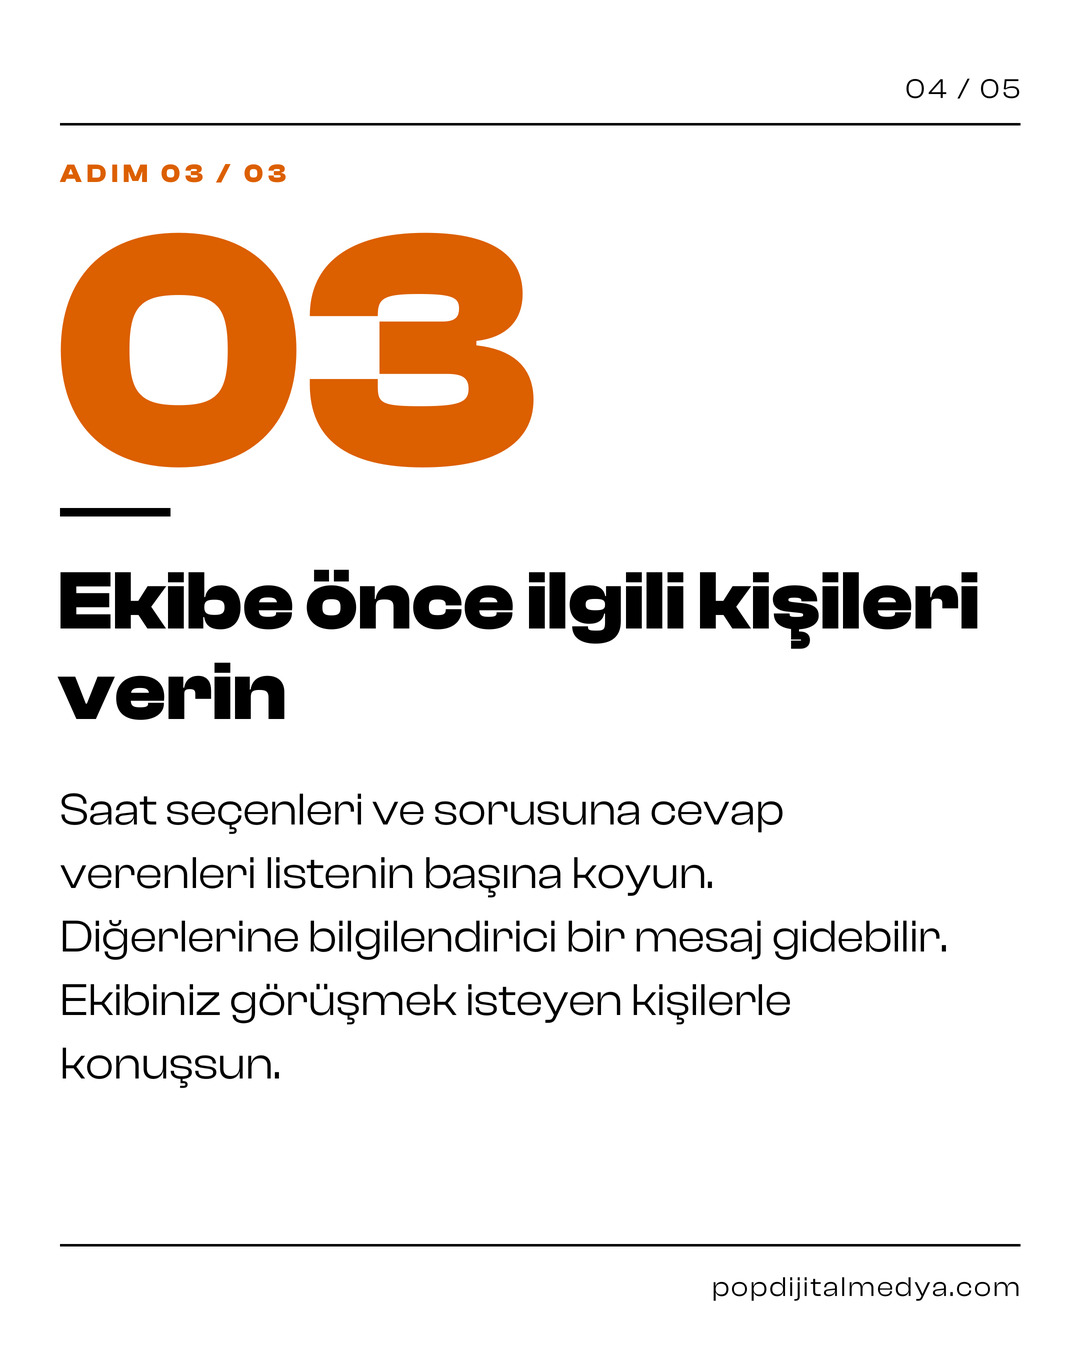 04 / 05
ADIM 03 / 03
03
Ekibe önce ilgili kişileri
verin
Saat seçenleri ve sorusuna cevap
verenleri listenin başına koyun.
Diğerlerine bilgilendirici bir mesaj gidebilir.
Ekibiniz görüşmek isteyen kişilerle
konuşsun.
popdijitalmedya.com